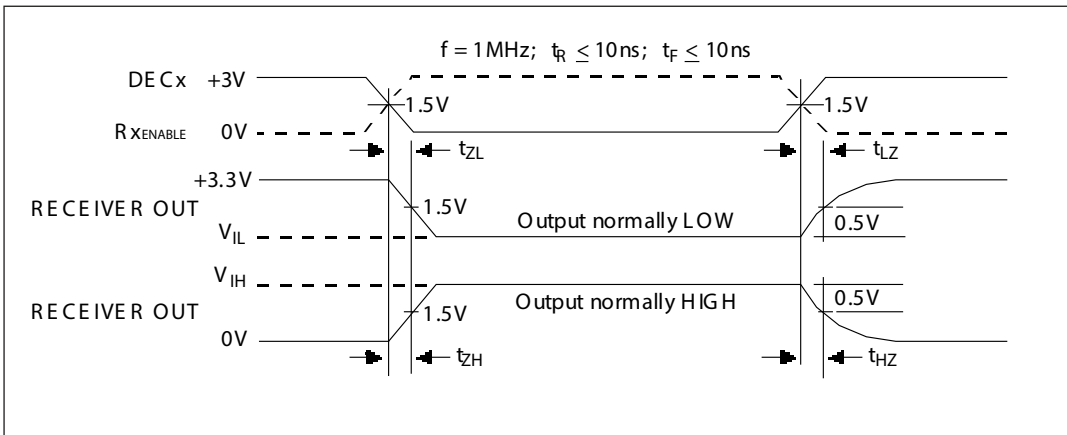 f = 1MHz; tR ≤ 10ns; tF ≤ 10ns
DECx +3V
1.5V
1.5V
RxENABLE 0V
tZL
tLZ
+3.3V
RECEIVER OUT
1.5V
Output normally LOW
0.5V
VIL
VIH
Output normally HIGH
0.5V
RECEIVER OUT
1.5V
0V
tZH
tHZ